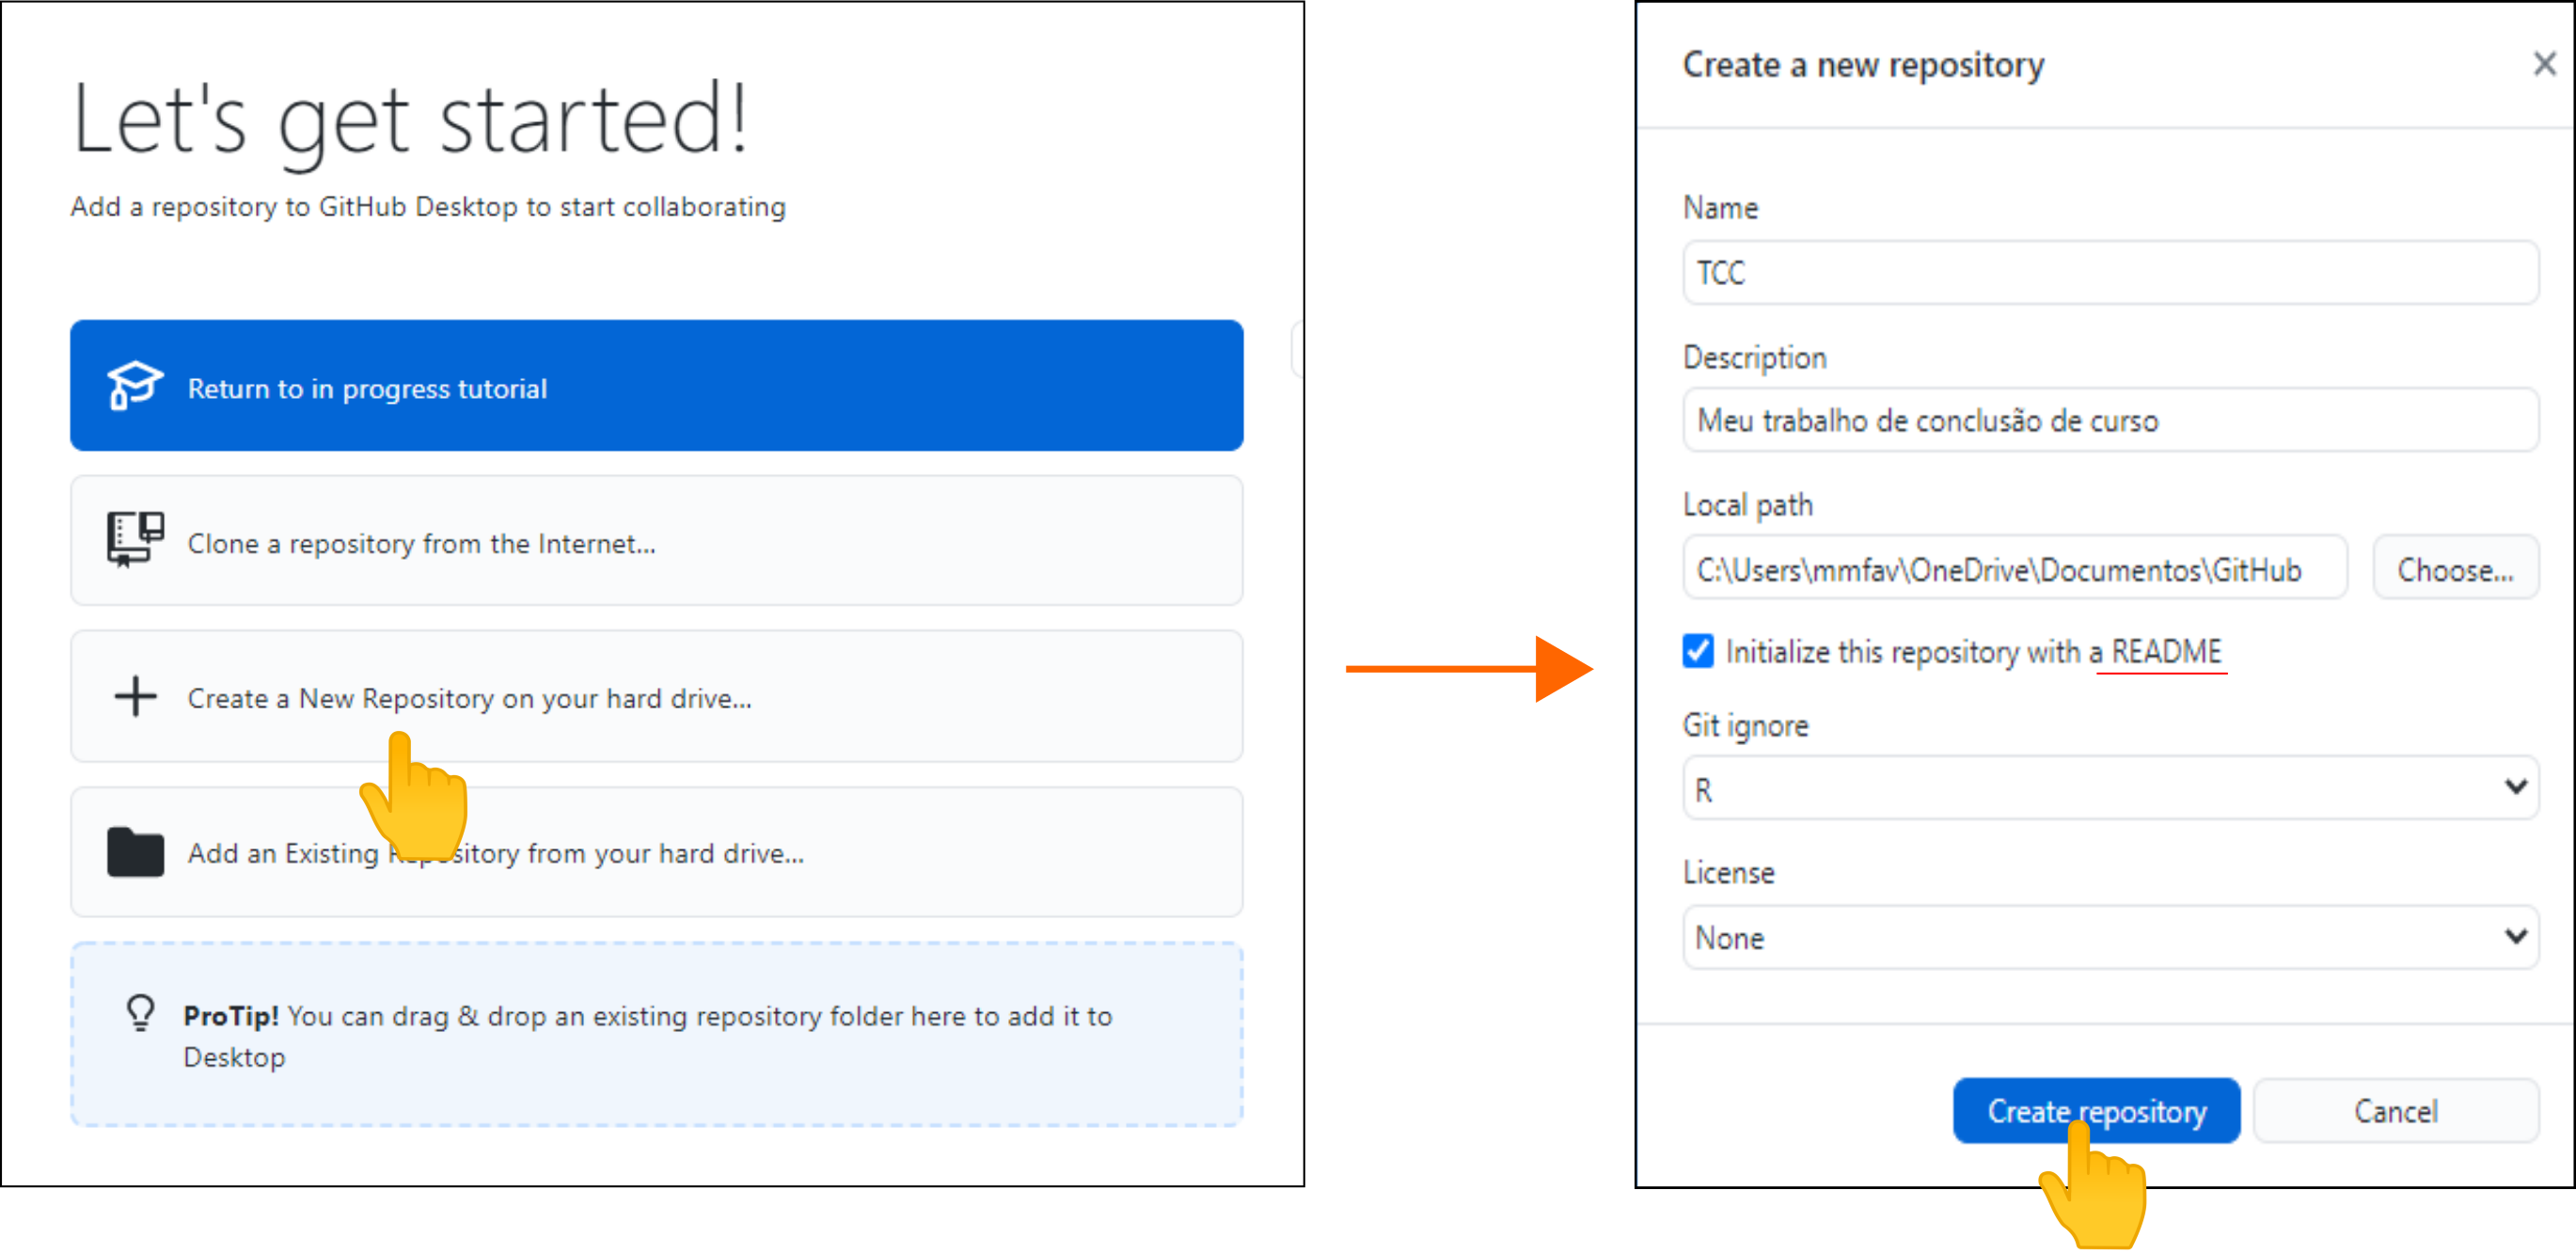 Let's get started!
Add a repository to GitHub Desktop to start collaborating
Return to in progress tutorial
Clone a repository from the Internet...
Create a New Repository on your hard drive...
Add an Existing Repository from your hard drive...
ProTip! You can drag & drop an existing repository folder here to add it to
Desktop
Create a new repository
Name
TCC
Description
Meu trabalho de conclusão de curso
Local path
C:\Users\mmfav\OneDrive\Documentos\GitHub
Choose...
Initialize this repository with a README
Git ignore
R
License
None
Create repository
Cancel